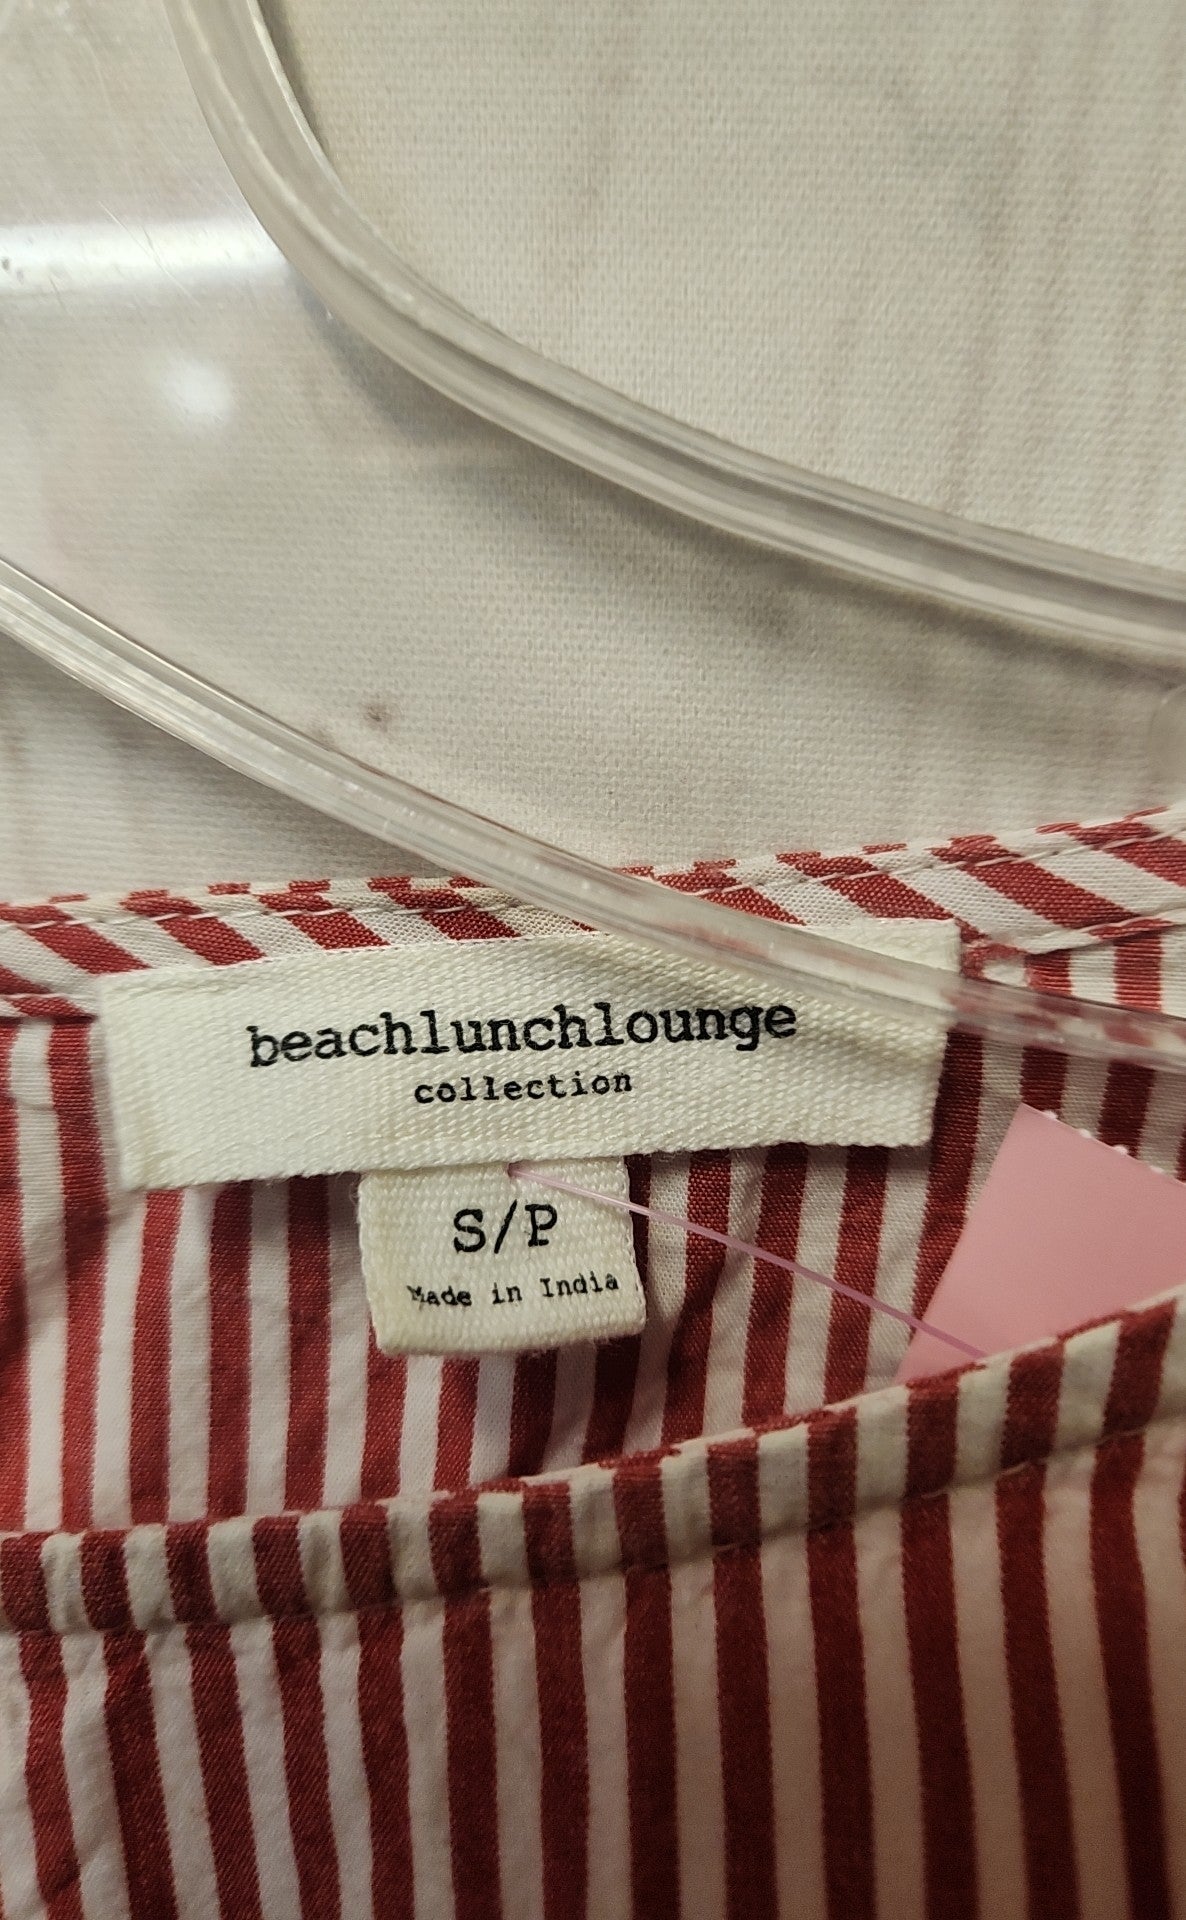 beachlunchlounge
collection
S/P
Made in India